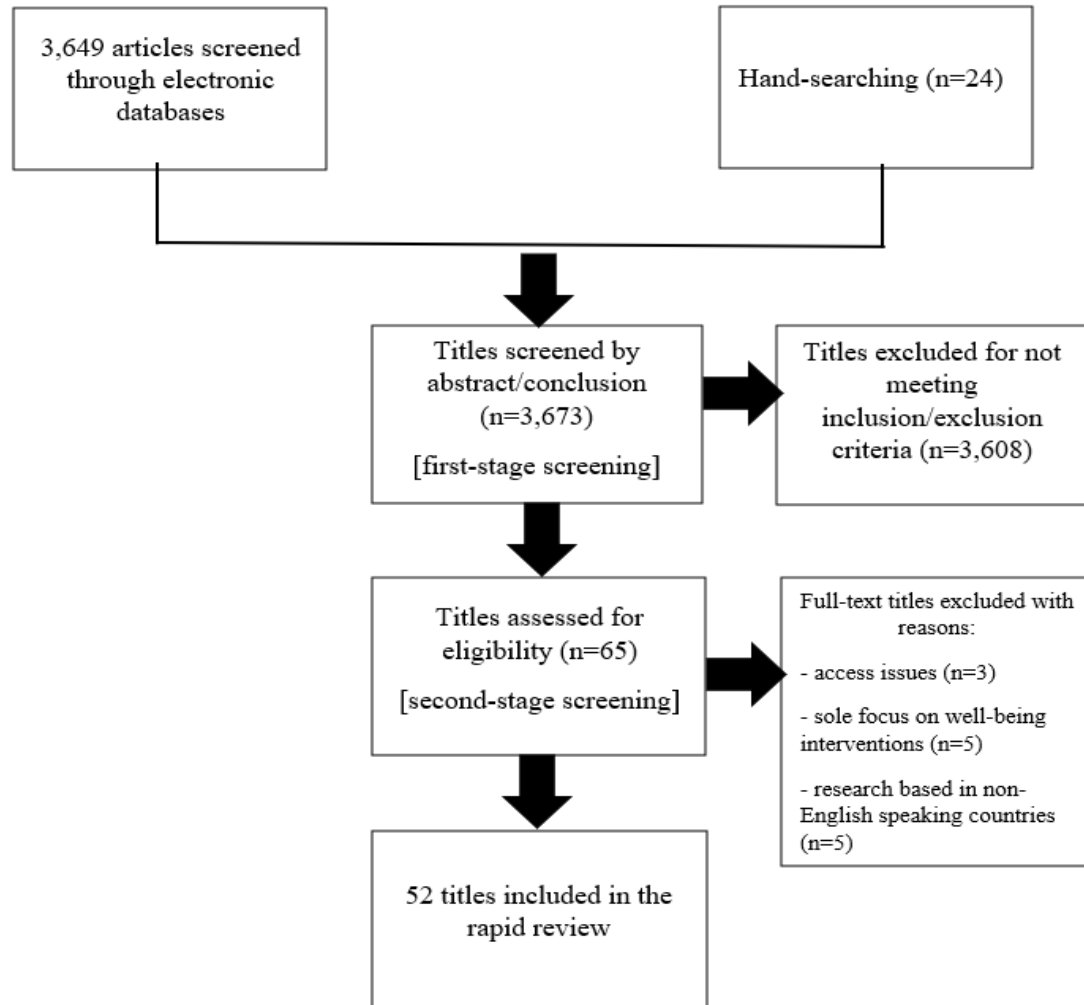 3,649 articles screened
through electronic
databases
Hand-searching (n=24)
Titles screened by
abstract/conclusion
(n=3,673)
[first-stage screening]
Titles excluded for not
meeting
inclusion/exclusion
criteria (n=3,608)
Titles assessed for
eligibility (n=65)
[second-stage screening]
Full-text titles excluded with
reasons:
- access issues (n=3)
- sole focus on well-being
interventions (n=5)
- research based in non-
English speaking countries
(n=5)
52 titles included in the
rapid review